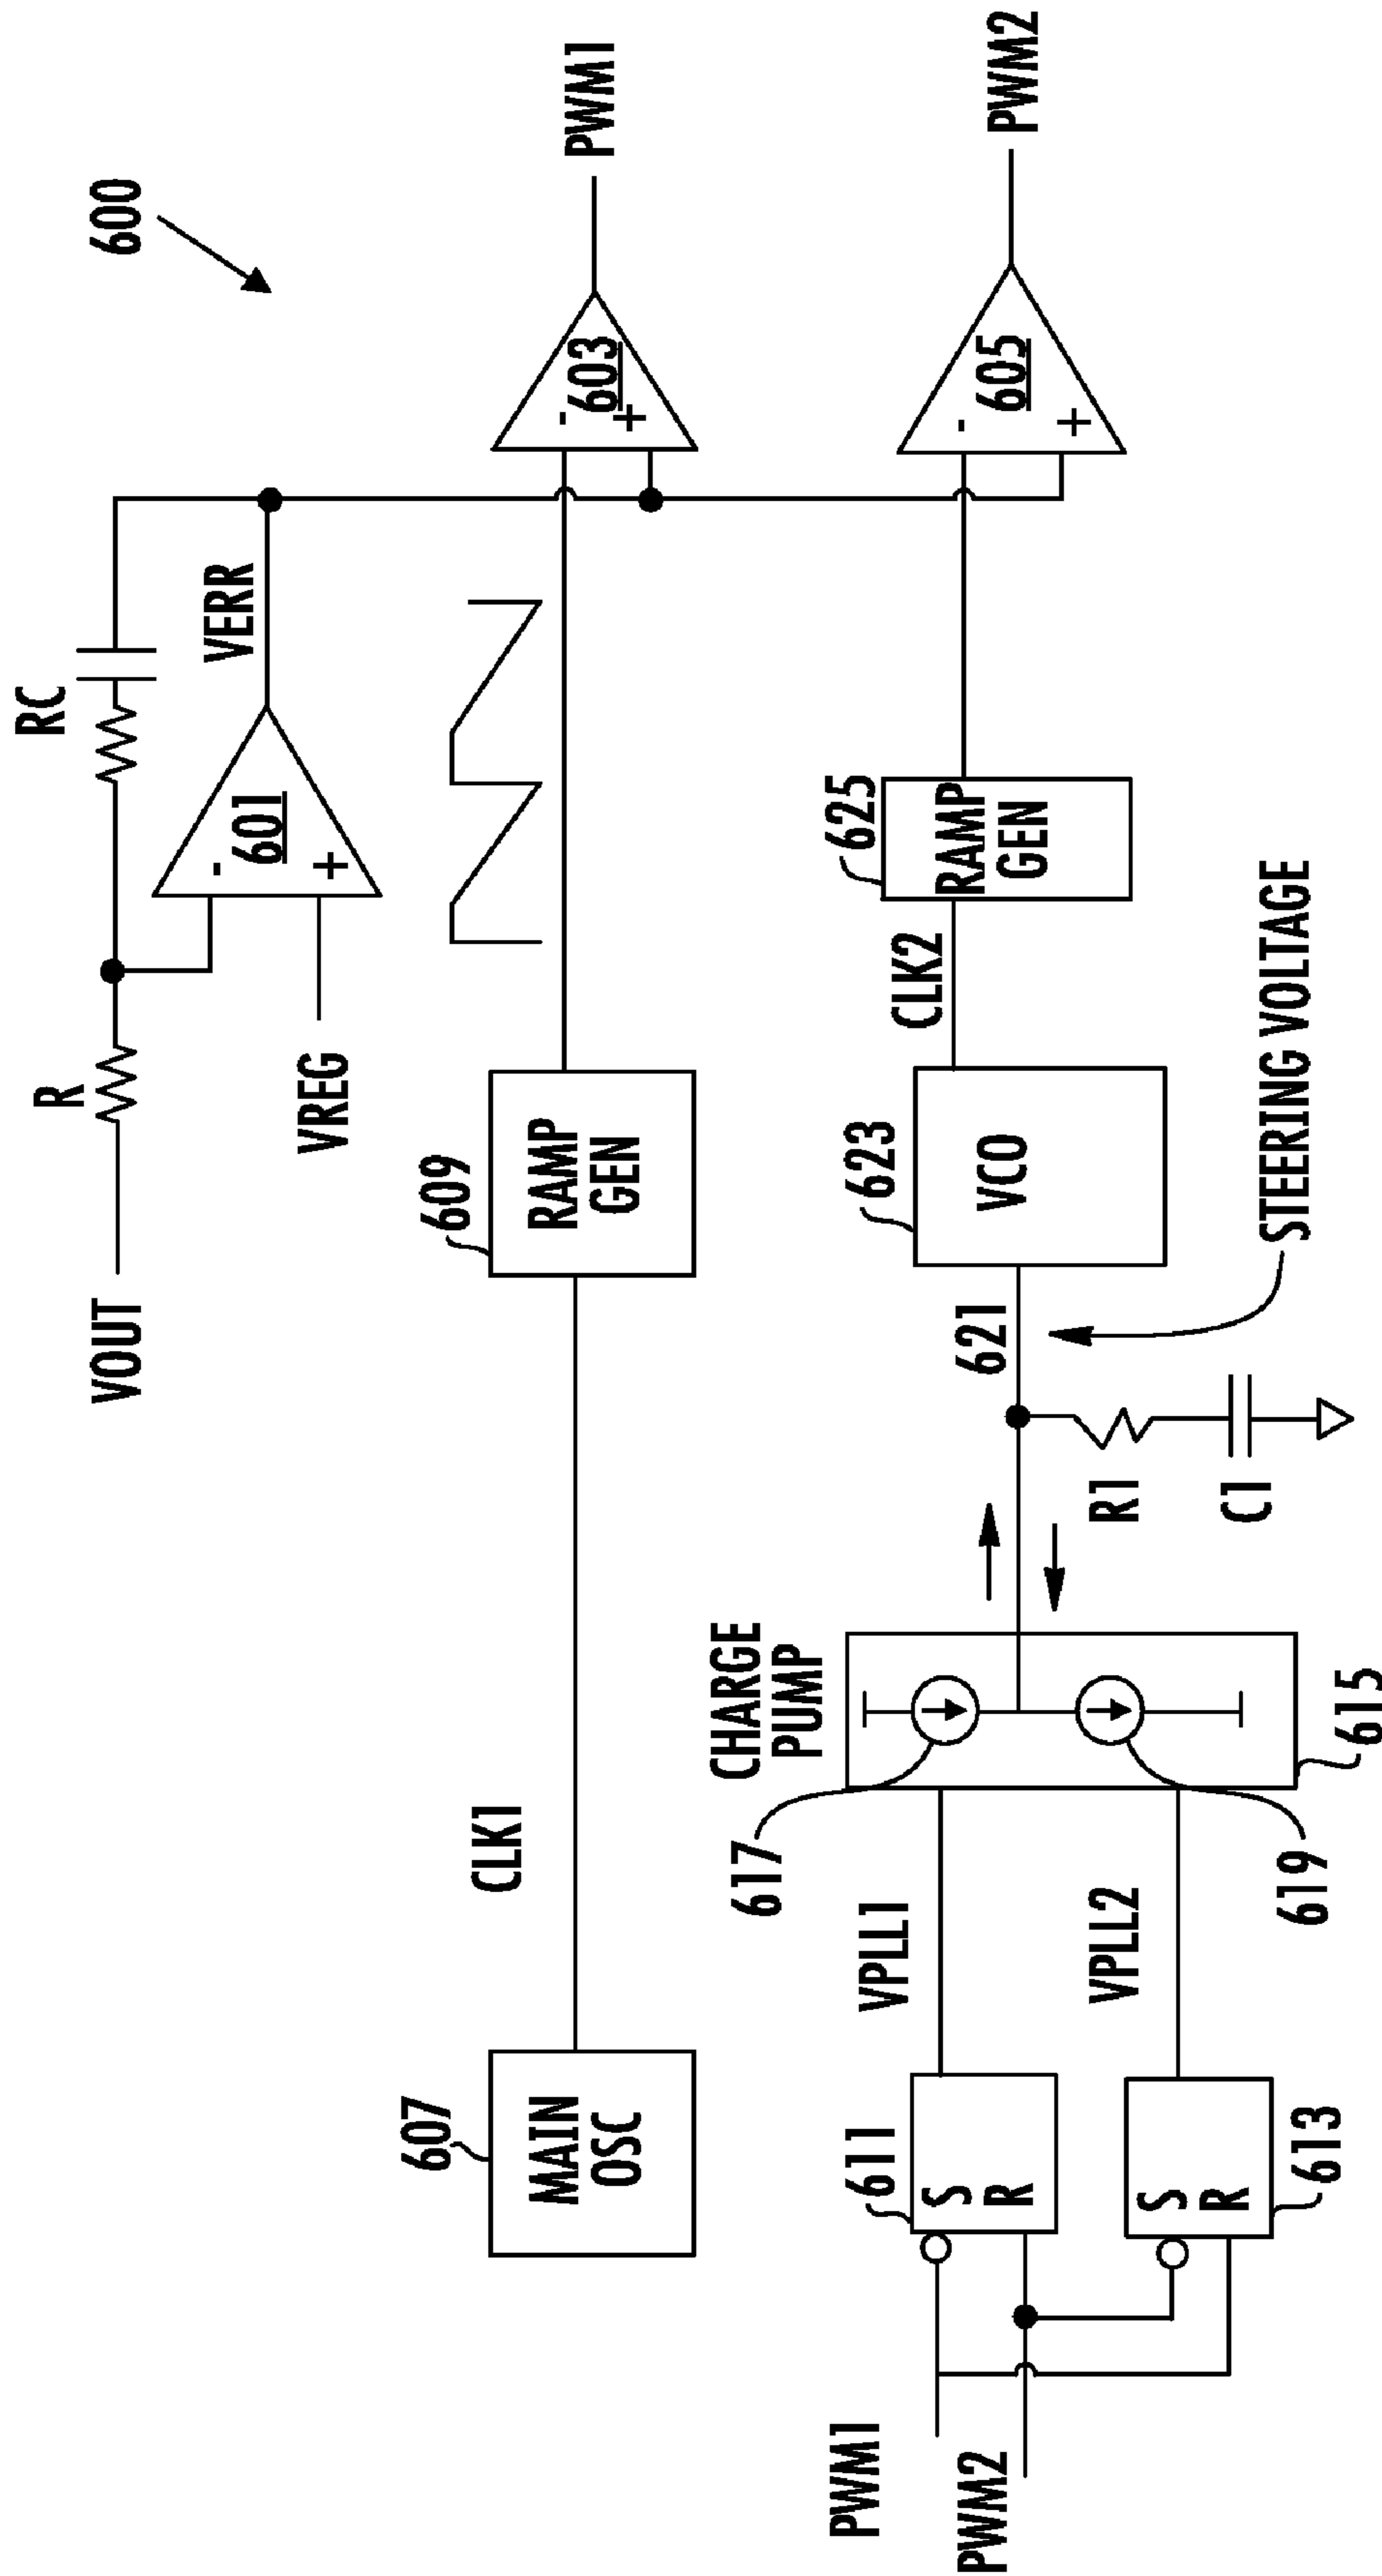 600
R
RC
VOUT
VREG
-
601
+
VERR
607
MAIN
OSC
CLK1
609
RAMP
GEN
-
603
+
PWM1
PWM1
PWM2
611
S
R
613
S
R
VPLL1
VPLL2
CHARGE
PUMP
617
619
615
R1
C1
621
STEERING VOLTAGE
623
VCO
CLK2
625
RAMP
GEN
-
605
+
PWM2